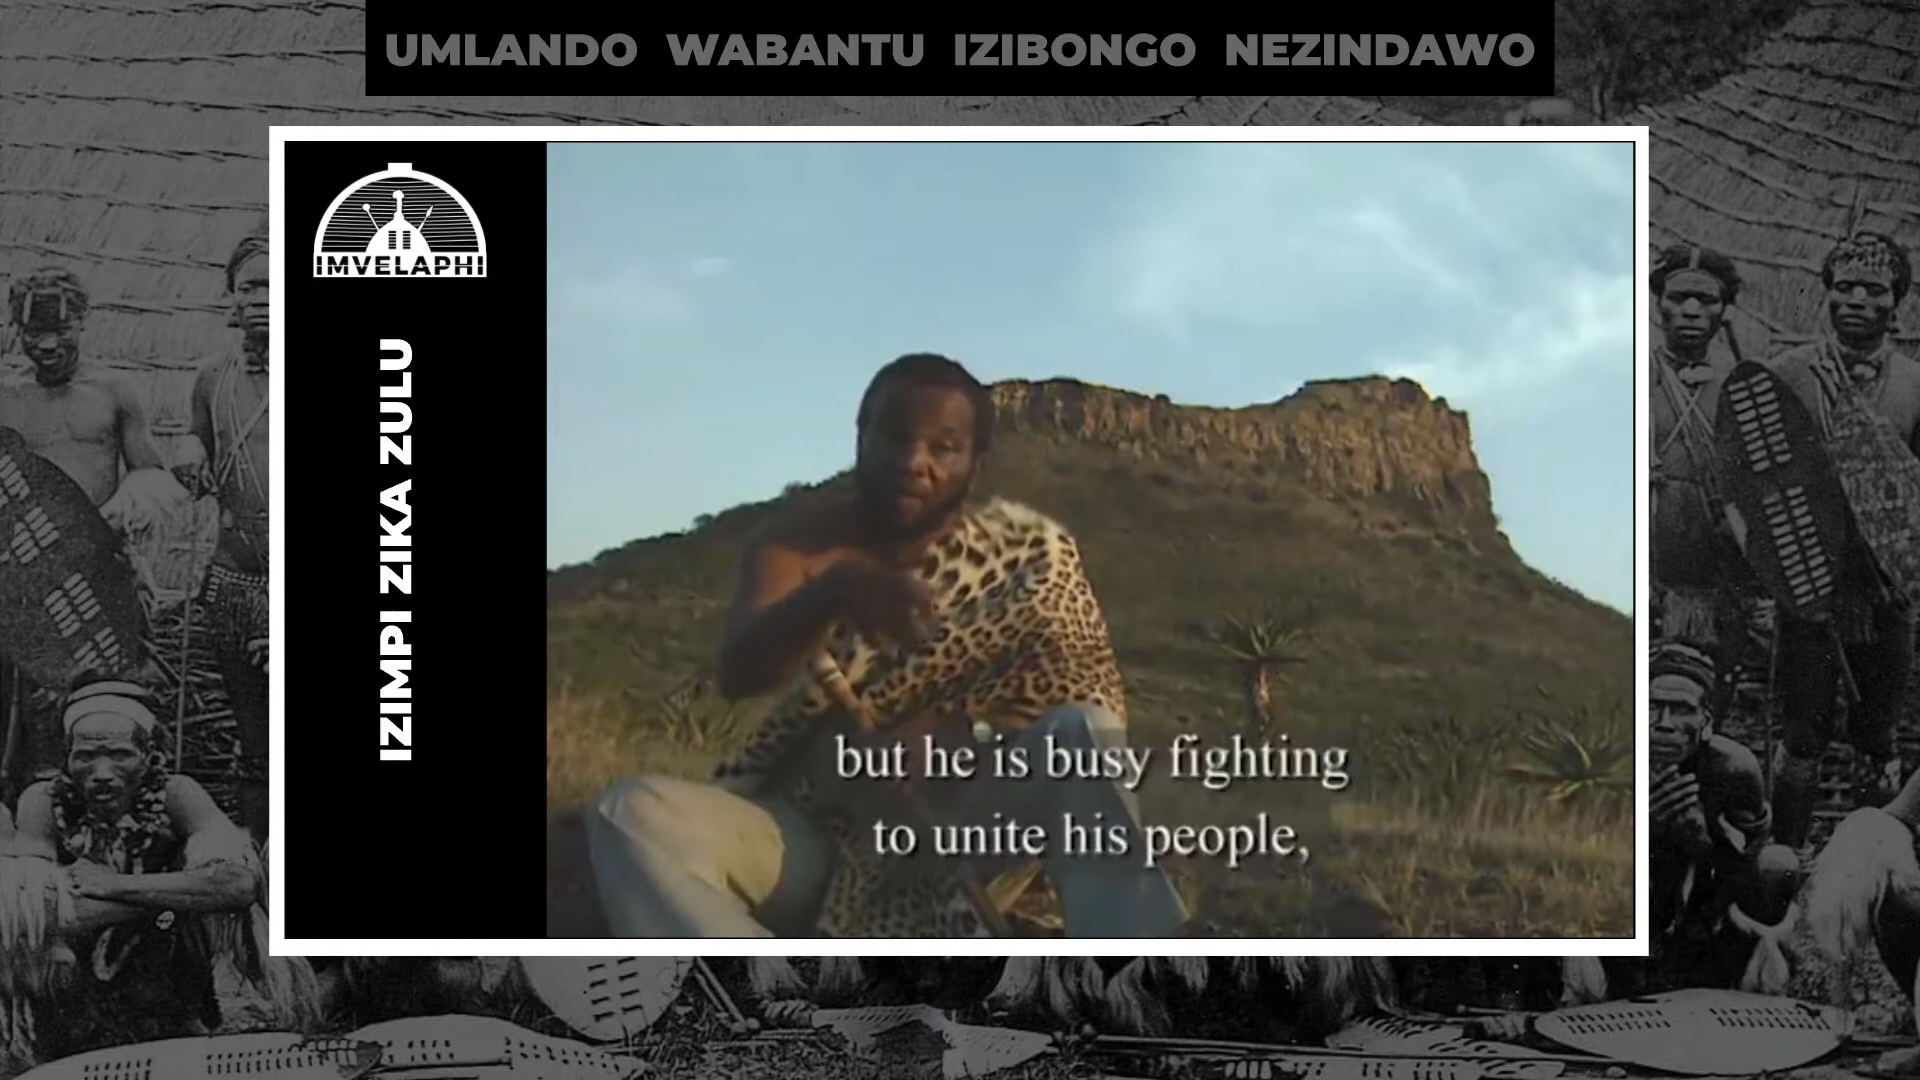 UMLANDO WABANTU IZIBONGO NEZINDAWO
IMVELAPHI
IZIMPI ZIKA ZULU
but he is busy fighting
to unite his people,